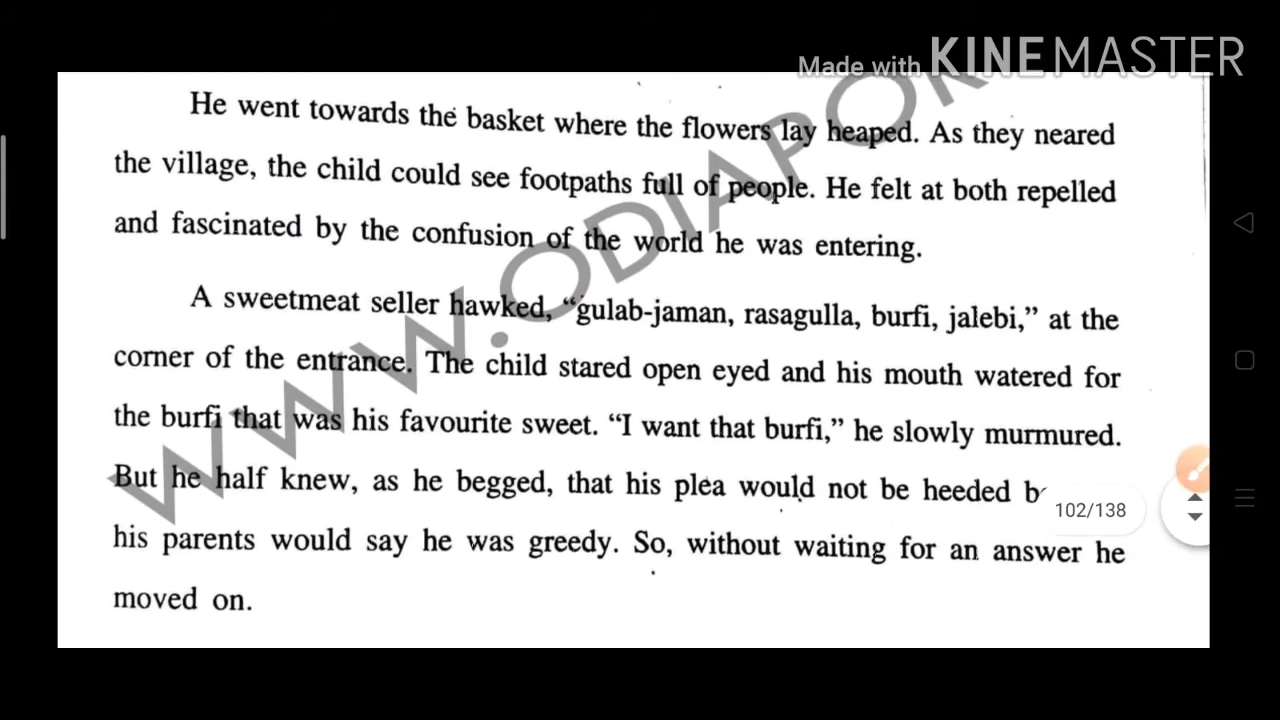 Made with KINEMASTER
He went towards the basket where the flowers lay heaped. As they neared
the village, the child could see footpaths full of people. He felt at both repelled
and fascinated by the confusion of the world he was entering.
A sweetmeat seller hawked, “gulab-jaman, rasagulla, burfi, jalebi,” at the
corner of the entrance. The child stared open eyed and his mouth watered for
the burfi that was his favourite sweet. “I want that burfi,” he slowly murmured.
But he half knew, as he begged, that his plea would not be heeded
102/138
his parents would say he was greedy. So, without waiting for an answer he
moved on.